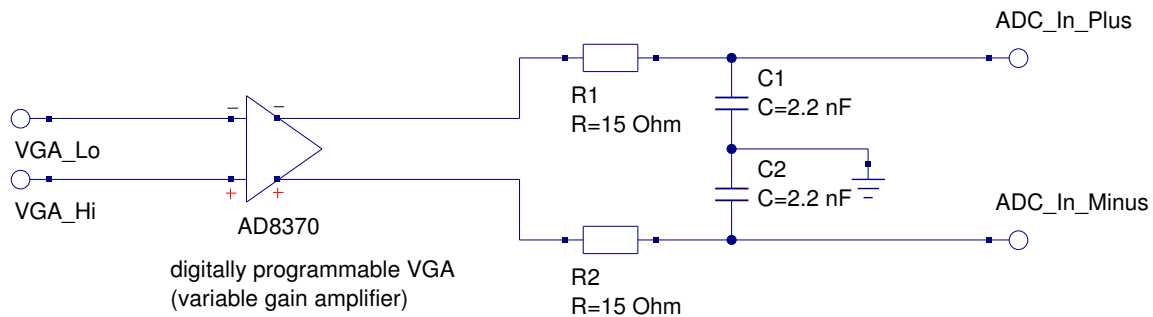 ADC_In_Plus
C1
C=2.2 nF
R1
R=15 Ohm
− −
VGA_Lo
C2
C=2.2 nF
+ +
VGA_Hi
ADC_In_Minus
AD8370
digitally programmable VGA
(variable gain amplifier)
R2
R=15 Ohm